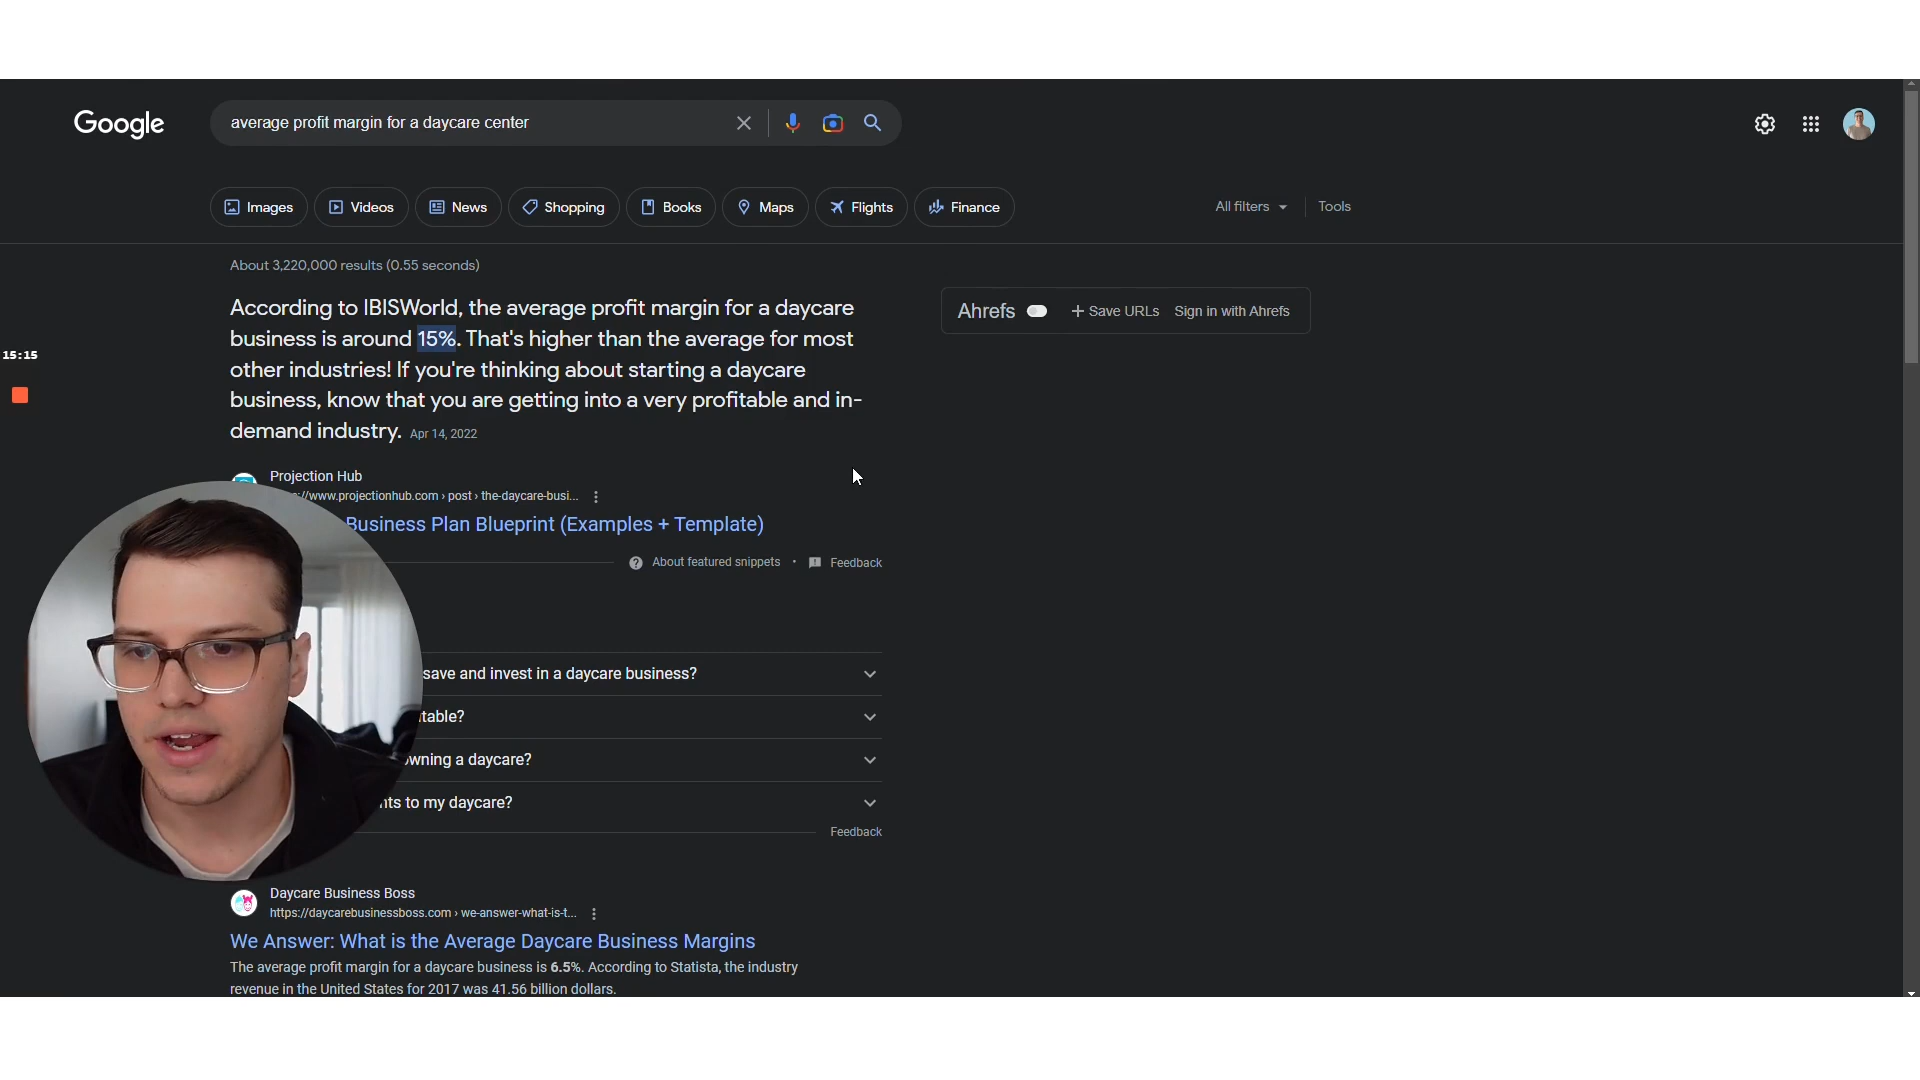 Google
average profit margin for a daycare center
Images
Videos
News
Shopping
Books
Maps
Flights
Finance
All filters
Tools
About 3,220,000 results (0.55 seconds)
According to IBISWorld, the average profit margin for a daycare
business is around 15%. That's higher than the average for most
other industries! If you're thinking about starting a daycare
business, know that you are getting into a very profitable and in-
demand industry. Apr 14, 2022
Ahrefs
Save URLs
Sign in with Ahrefs
15:15
Projection Hub
://www.projectionhub.com › post › the-daycare-busi...
Business Plan Blueprint (Examples + Template)
About featured snippets
•
Feedback
save and invest in a daycare business?
table?
owning a daycare?
nts to my daycare?
Feedback
Daycare Business Boss
https://daycarebusinessboss.com › we-answer-what-is-t...
We Answer: What is the Average Daycare Business Margins
The average profit margin for a daycare business is 6.5%. According to Statista, the industry
revenue in the United States for 2017 was 41.56 billion dollars.